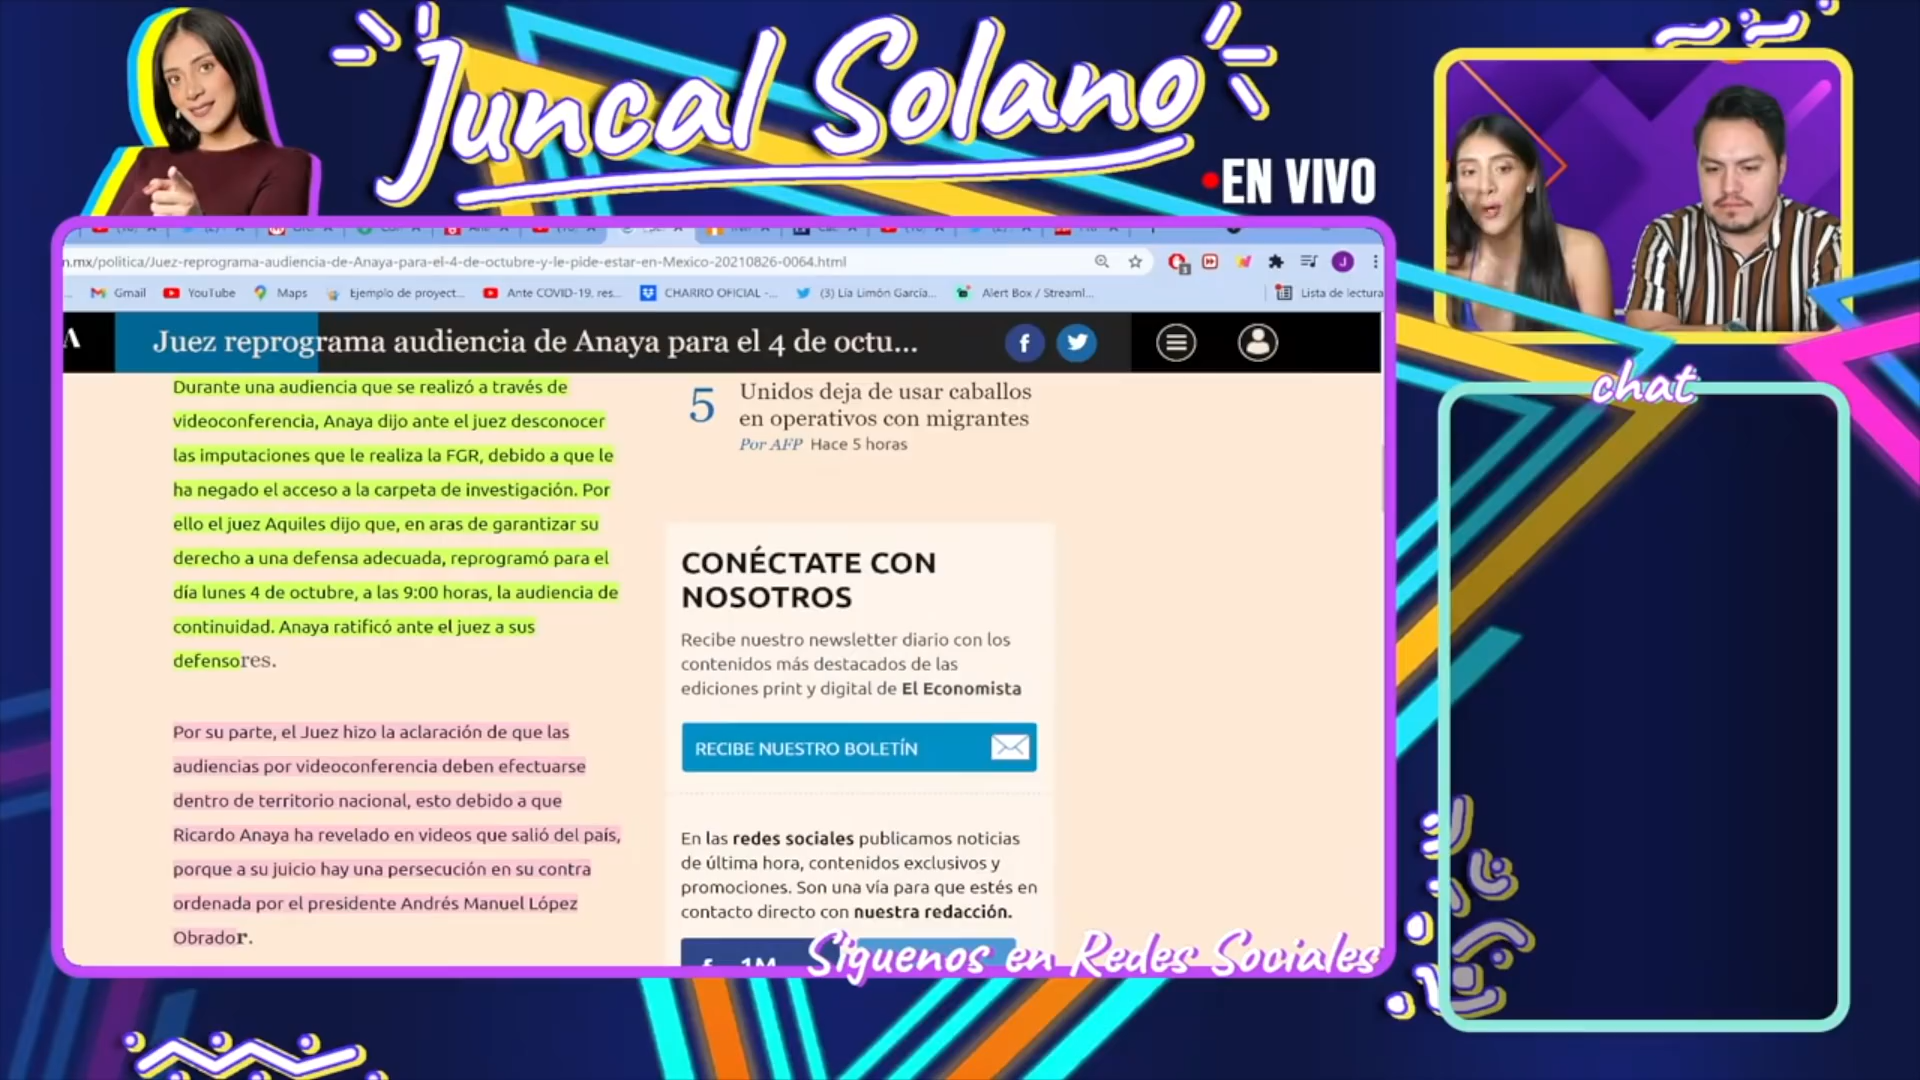 Juncal Solano
EN VIVO
n.mx/politica/Juez-reprograma-audiencia-de-Anaya-para-el-4-de-octubre-y-le-pide-estar-en-Mexico-20210826-0064.html
Gmail YouTube Maps Ejemplo de proyect... Ante COVID-19, res... CHARRO OFICIAL -... (3) Lía Limón García... Alert Box / Streaml... Lista de lectura
Juez reprograma audiencia de Anaya para el 4 de octu...
Durante una audiencia que se realizó a través de
videoconferencia, Anaya dijo ante el juez desconocer
las imputaciones que le realiza la FGR, debido a que le
ha negado el acceso a la carpeta de investigación. Por
ello el juez Aquiles dijo que, en aras de garantizar su
derecho a una defensa adecuada, reprogramó para el
día lunes 4 de octubre, a las 9:00 horas, la audiencia de
continuidad. Anaya ratificó ante el juez a sus
defensores.
Por su parte, el Juez hizo la aclaración de que las
audiencias por videoconferencia deben efectuarse
dentro de territorio nacional, esto debido a que
Ricardo Anaya ha revelado en videos que salió del país,
porque a su juicio hay una persecución en su contra
ordenada por el presidente Andrés Manuel López
Obrador.
5
Unidos deja de usar caballos
en operativos con migrantes
Por AFP Hace 5 horas
CONÉCTATE CON
NOSOTROS
Recibe nuestro newsletter diario con los
contenidos más destacados de las
ediciones print y digital de El Economista
RECIBE NUESTRO BOLETÍN
En las redes sociales publicamos noticias
de última hora, contenidos exclusivos y
promociones. Son una vía para que estés en
contacto directo con nuestra redacción.
1M
Síguenos en Redes Sociales
chat